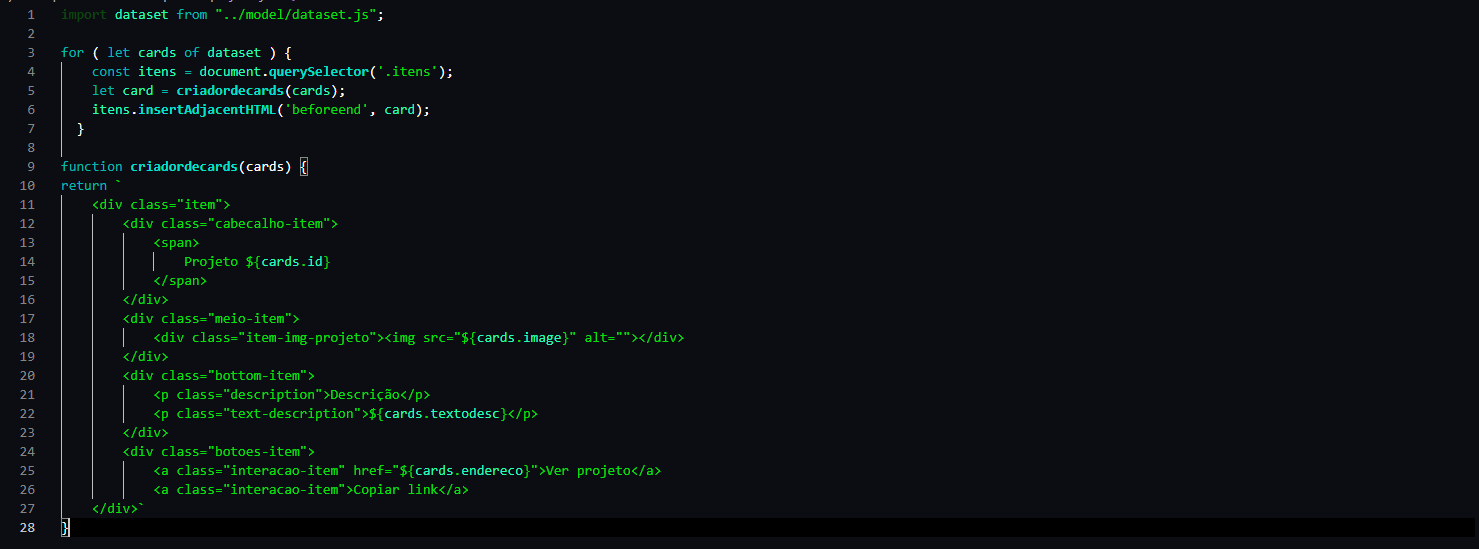 1 import dataset from "../model/dataset.js";
2
3 for ( let cards of dataset ) {
4     const itens = document.querySelector('.itens');
5     let card = criadordecards(cards);
6     itens.insertAdjacentHTML('beforeend', card);
7   }
8
9 function criadordecards(cards) {
10 return `
11     <div class="item">
12         <div class="cabecalho-item">
13             <span>
14                 Projeto ${cards.id}
15             </span>
16         </div>
17         <div class="meio-item">
18             <div class="item-img-projeto"><img src="${cards.image}" alt=""></div>
19         </div>
20         <div class="bottom-item">
21             <p class="description">Descrição</p>
22             <p class="text-description">${cards.textodesc}</p>
23         </div>
24         <div class="botoes-item">
25             <a class="interacao-item" href="${cards.endereco}">Ver projeto</a>
26             <a class="interacao-item">Copiar link</a>
27     </div>`
28 }